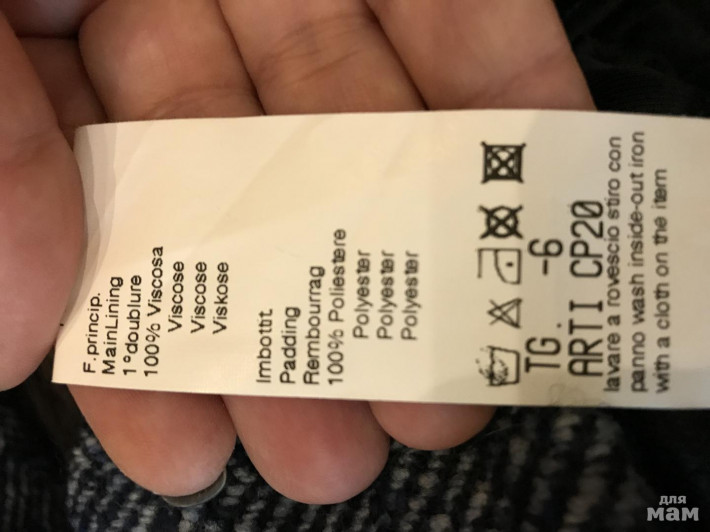 F.princip.
MainLining
1°doublure
100% Viscosa
Viscose
Viscose
Viskose
Imbottit
Padding
Rembourrag
100% Poliestere
Polyester
Polyester
Polyester
TG. -6
ARTI CP20
lavare a rovescio stiro con
panno wash inside-out iron
with a cloth on the item
для
мам